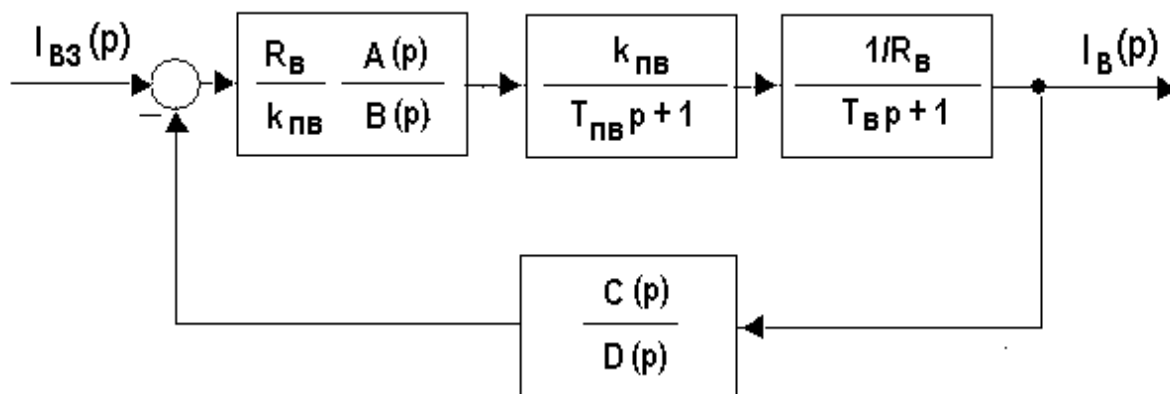 I_ВЗ(p)
R_В A(p)
k_ПВ B(p)
k_ПВ
T_ПВ p + 1
1/R_В
T_В p + 1
I_В(p)
−
C(p)
D(p)